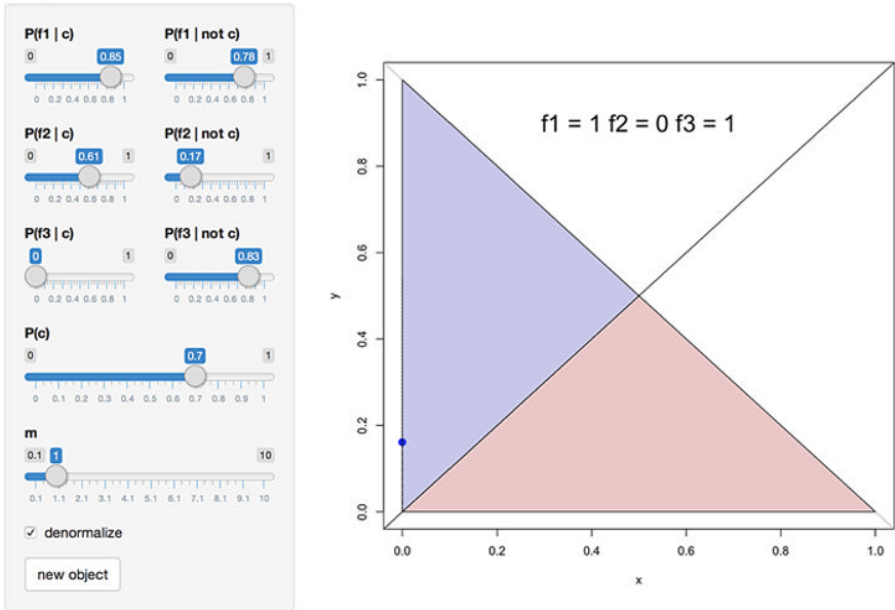 P(f1 | c) P(f1 | not c)
0 0.85 0 0.78 1
0 0.2 0.4 0.6 0.8 1 0 0.2 0.4 0.6 0.8 1
P(f2 | c) P(f2 | not c)
0 0.61 1 0 0.17 1
0 0.2 0.4 0.6 0.8 1 0 0.2 0.4 0.6 0.8 1
P(f3 | c) P(f3 | not c)
0 1 0 0.83
0 0.2 0.4 0.6 0.8 1 0 0.2 0.4 0.6 0.8 1
P(c)
0 0.7 1
0 0.1 0.2 0.3 0.4 0.5 0.6 0.7 0.8 0.9 1
m
0.1 1 10
0.1 1.1 2.1 3.1 4.1 5.1 6.1 7.1 8.1 9.1 10
denormalize
new object
f1 = 1 f2 = 0 f3 = 1
y
1.0
0.8
0.6
0.4
0.2
0.0
0.0 0.2 0.4 0.6 0.8 1.0
x